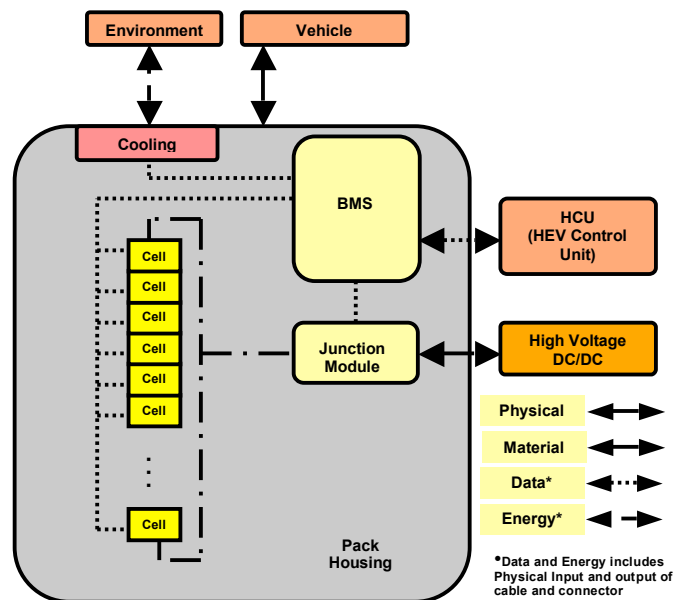 Environment
Vehicle
Cooling
BMS
HCU
(HEV Control
Unit)
Cell
Cell
Cell
Cell
Cell
Cell
Junction
Module
High Voltage
DC/DC
Physical
Material
Data*
Energy*
Cell
Pack
Housing
•Data and Energy includes
Physical Input and output of
cable and connector